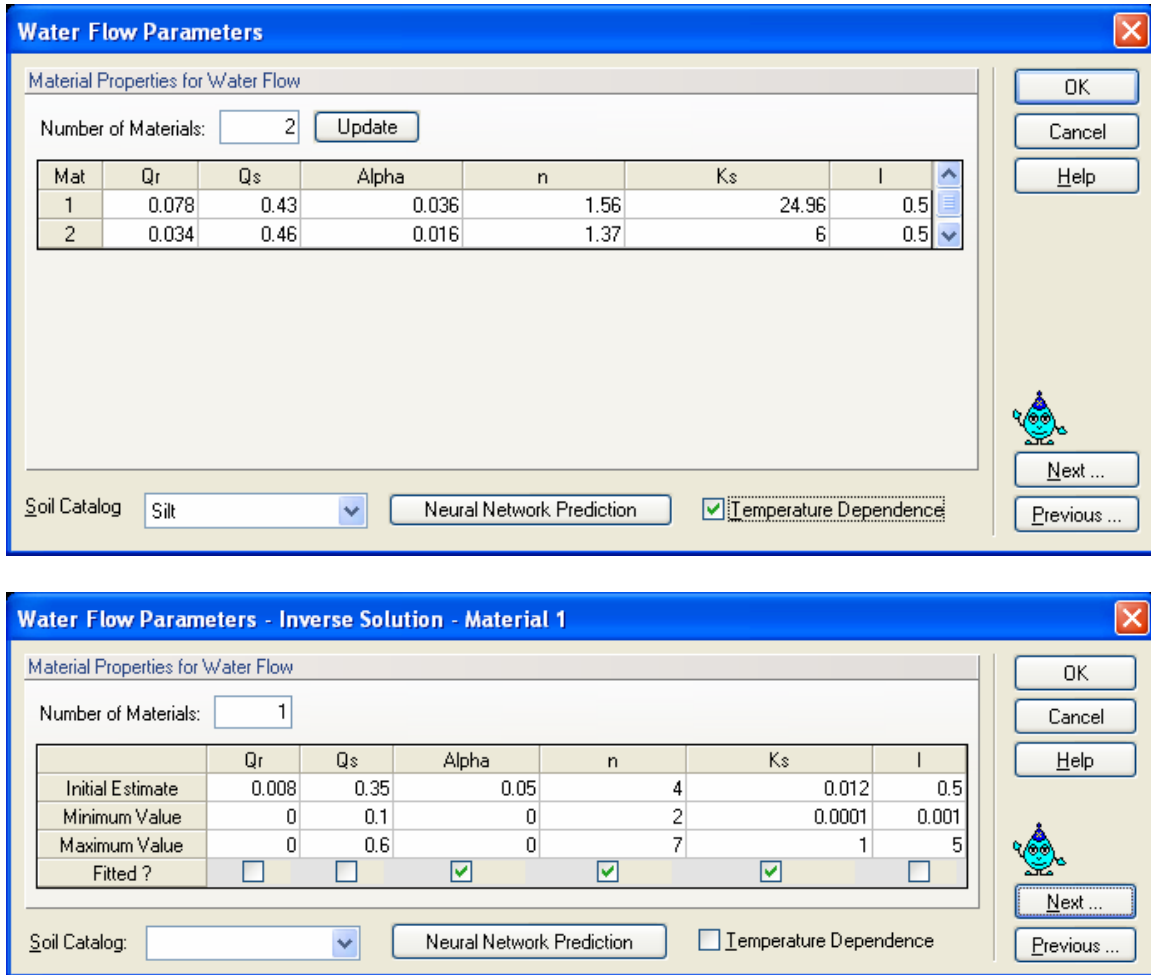 Water Flow Parameters
Material Properties for Water Flow
OK
Number of Materials: 2 Update
Cancel
Mat Qr Qs Alpha n Ks l
Help
1 0.078 0.43 0.036 1.56 24.96 0.5
2 0.034 0.46 0.016 1.37 6 0.5
Next ...
Soil Catalog Silt Neural Network Prediction Temperature Dependence
Previous ...
Water Flow Parameters - Inverse Solution - Material 1
Material Properties for Water Flow
OK
Number of Materials: 1
Cancel
Qr Qs Alpha n Ks l
Help
Initial Estimate 0.008 0.35 0.05 4 0.012 0.5
Minimum Value 0 0.1 0 2 0.0001 0.001
Maximum Value 0 0.6 0 7 1 5
Fitted ?
Next ...
Soil Catalog: Neural Network Prediction Temperature Dependence
Previous ...